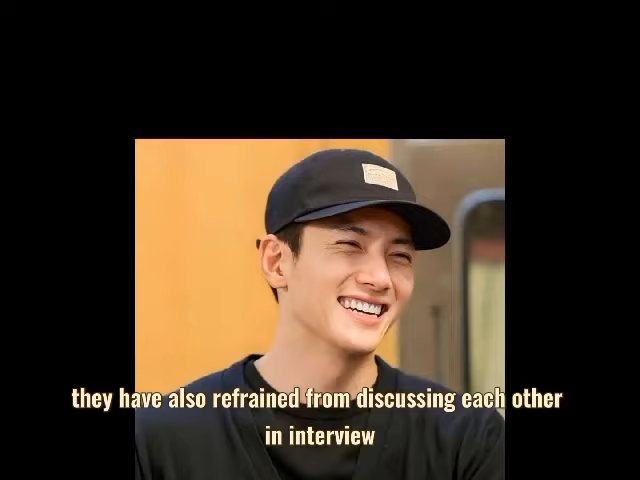 they have also refrained from discussing each other
in interview